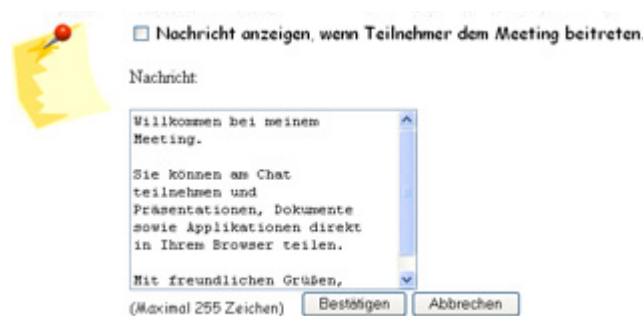 Nachricht anzeigen, wenn Teilnehmer dem Meeting beitreten.
Nachricht:
Willkommen bei meinem
Meeting.
Sie können am Chat
teilnehmen und
Präsentationen, Dokumente
sowie Applikationen direkt
in Ihrem Browser teilen.
Mit freundlichen Grüßen,
(Maximal 255 Zeichen) Bestätigen Abbrechen